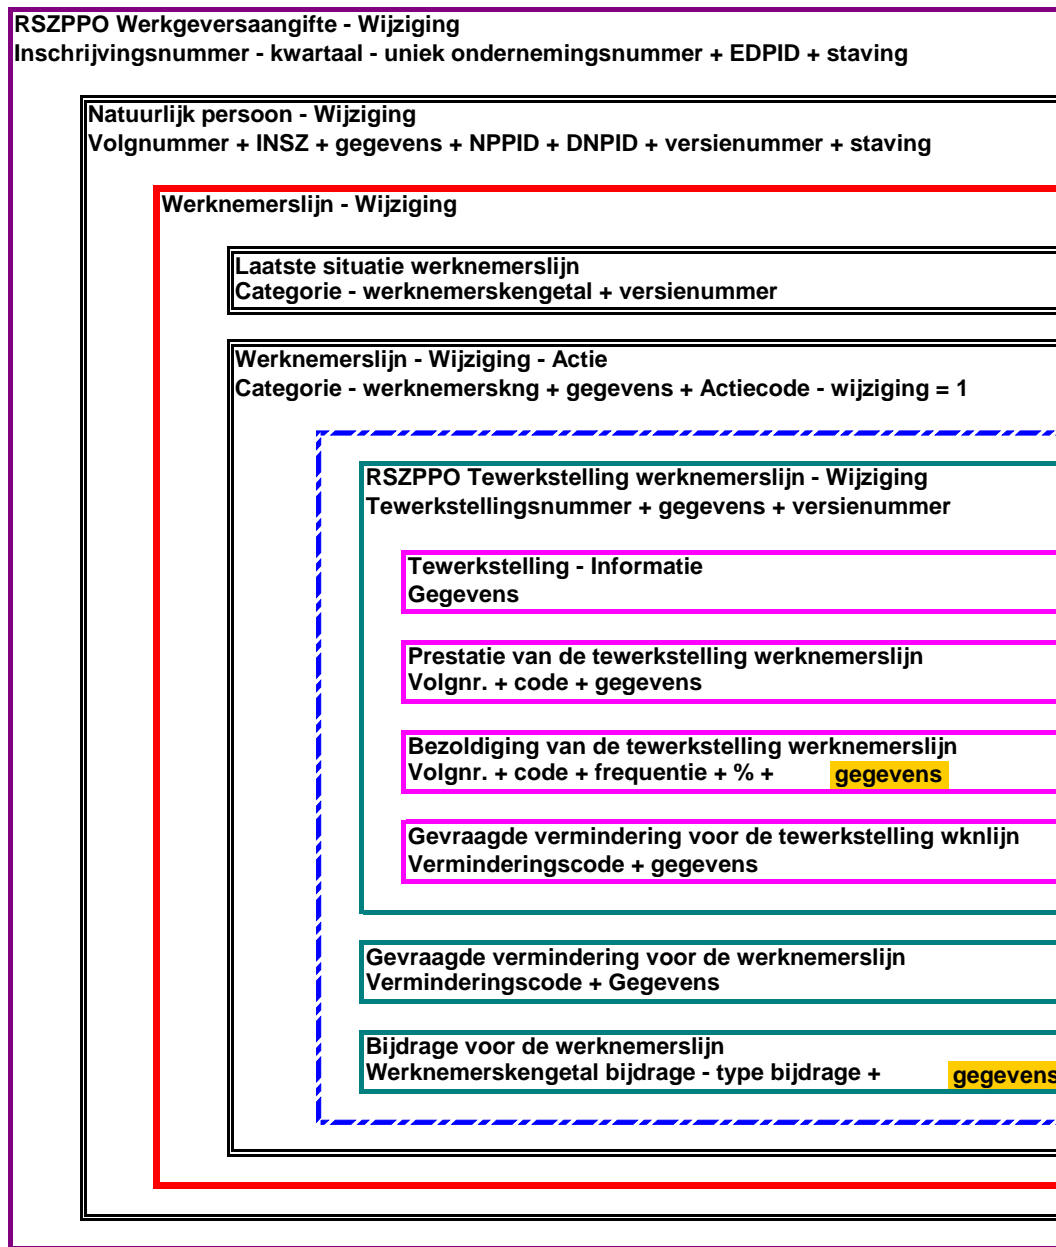 RSZPPO Werkgeversaangifte - Wijziging
Inschrijvingsnummer - kwartaal - uniek ondernemingsnummer + EDPID + staving
Natuurlijk persoon - Wijziging
Volgnummer + INSZ + gegevens + NPPID + DNPID + versienummer + staving
Werknemerslijn - Wijziging
Laatste situatie werknemerslijn
Categorie - werknemerskengetal + versienummer
Werknemerslijn - Wijziging - Actie
Categorie - werknemerskng + gegevens + Actiecode - wijziging = 1
RSZPPO Tewerkstelling werknemerslijn - Wijziging
Tewerkstellingsnummer + gegevens + versienummer
Tewerkstelling - Informatie
Gegevens
Prestatie van de tewerkstelling werknemerslijn
Volgnr. + code + gegevens
Bezoldiging van de tewerkstelling werknemerslijn
Volgnr. + code + frequentie + % + gegevens
Gevraagde vermindering voor de tewerkstelling wknlijn
Verminderingscode + gegevens
Gevraagde vermindering voor de werknemerslijn
Verminderingscode + Gegevens
Bijdrage voor de werknemerslijn
Werknemerskengetal bijdrage - type bijdrage + gegevens